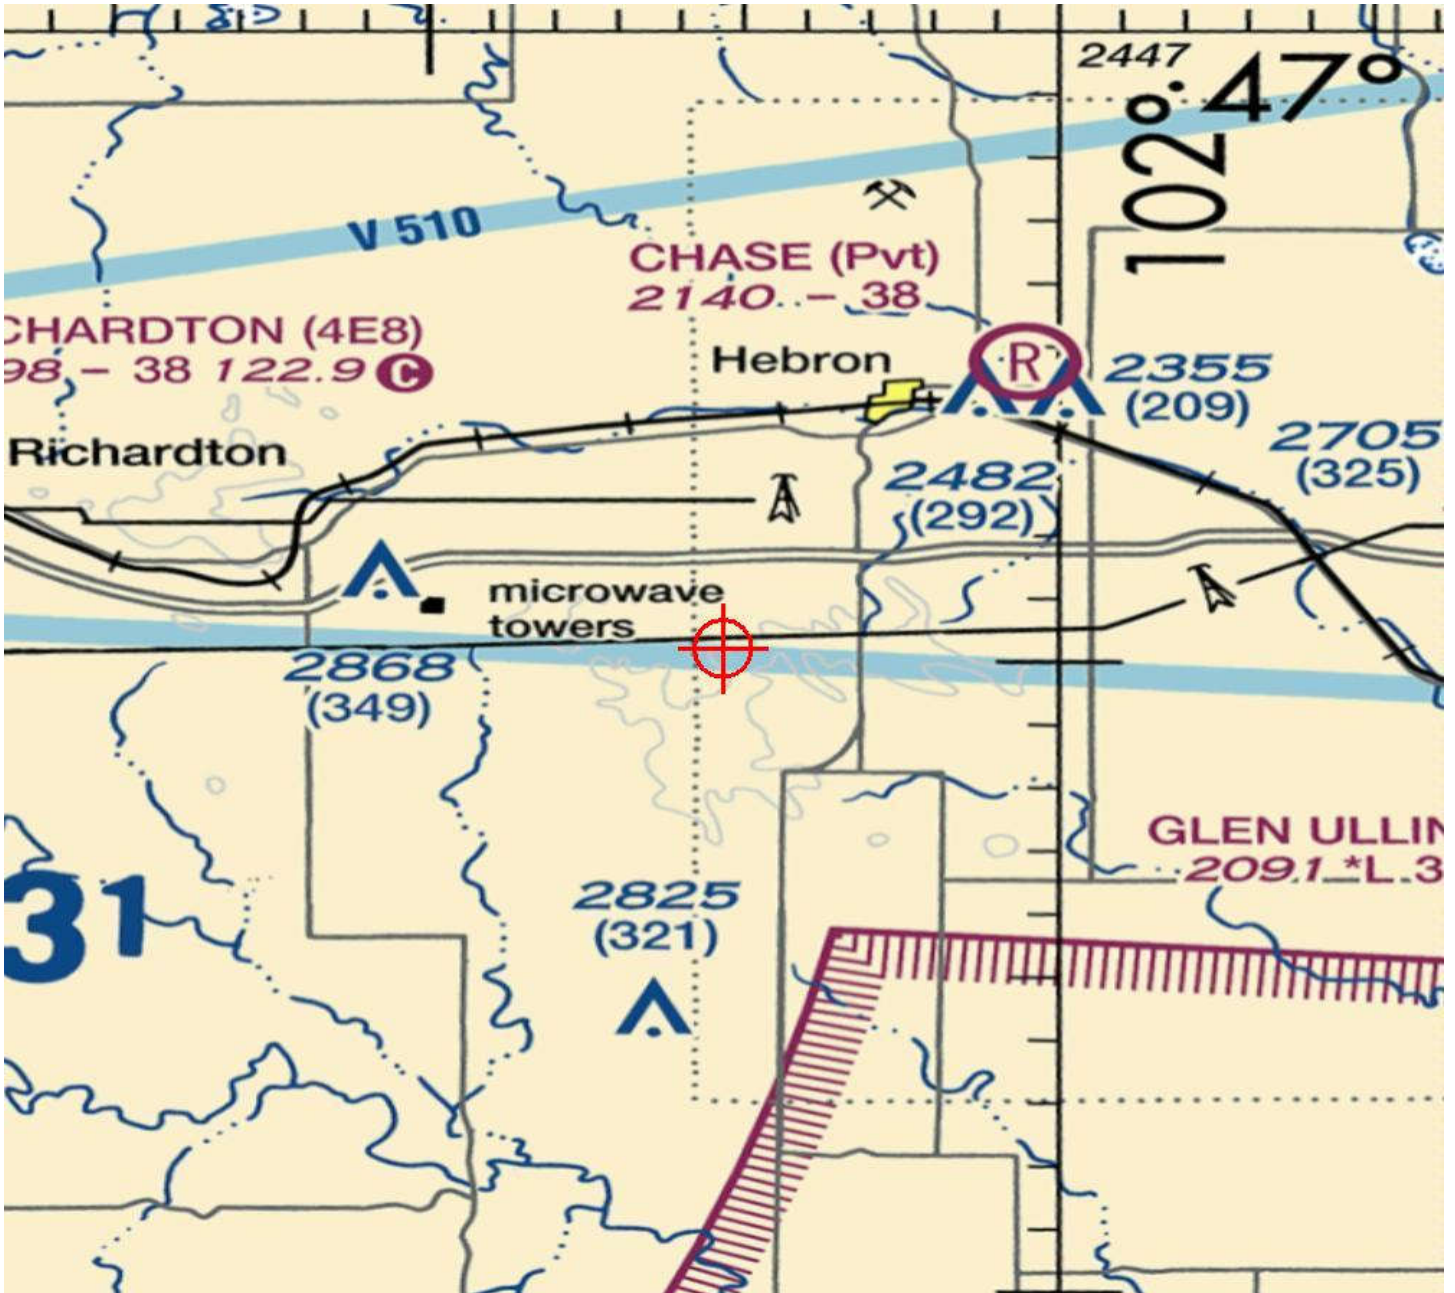 2447
47°
102°
V 510
CHASE (Pvt)
2140 - 38
CHARDTON (4E8)
98 - 38 122.9 C
Hebron
R
2355
(209)
Richardton
2705
(325)
2482
(292)
microwave
towers
2868
(349)
GLEN ULLIN
2091 *L 3
31
2825
(321)